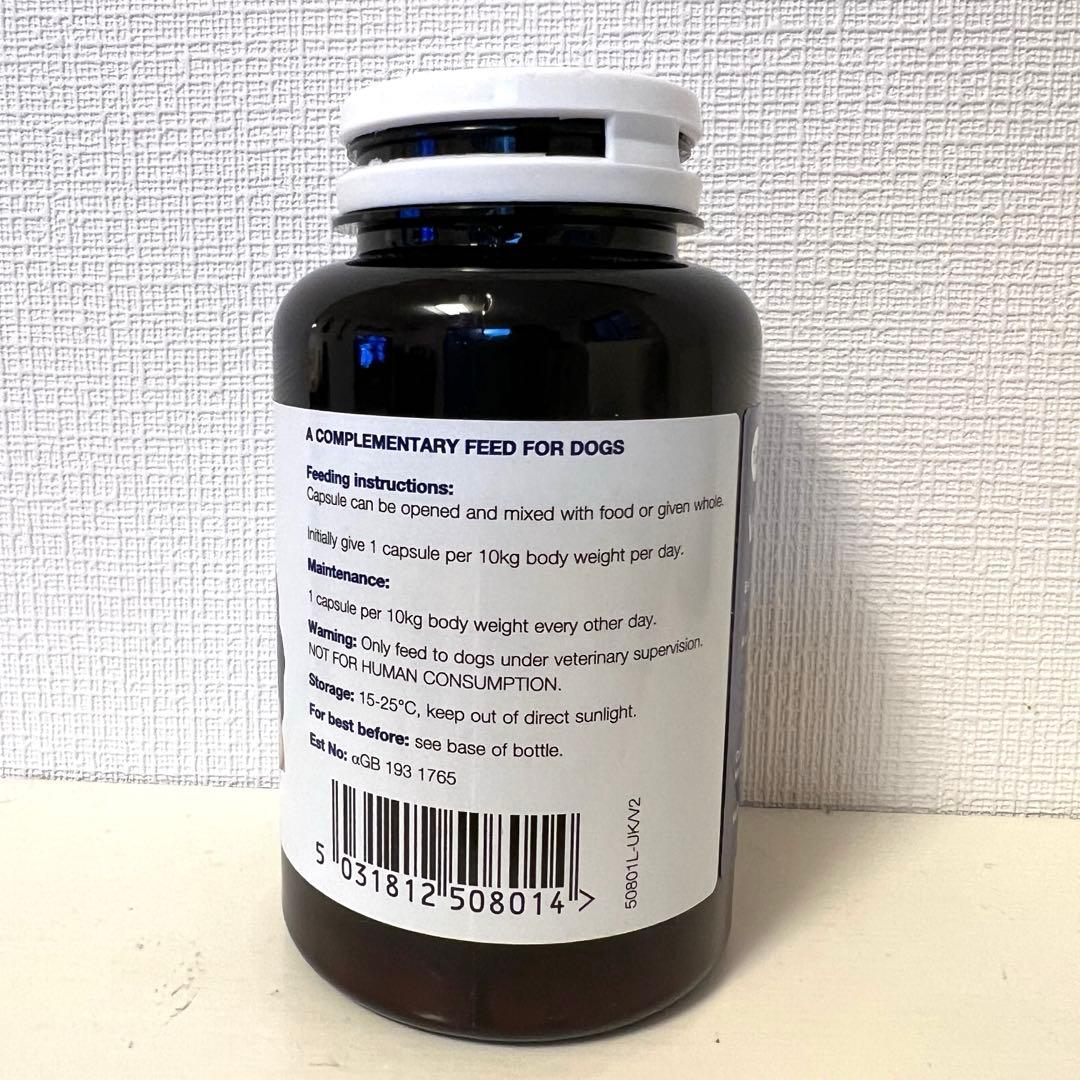 A COMPLEMENTARY FEED FOR DOGS
Feeding instructions:
Capsule can be opened and mixed with food or given whole.
Initially give 1 capsule per 10kg body weight per day.
Maintenance:
1 capsule per 10kg body weight every other day.
Warning: Only feed to dogs under veterinary supervision.
NOT FOR HUMAN CONSUMPTION.
Storage: 15-25°C, keep out of direct sunlight.
For best before: see base of bottle.
Est No: αGB 193 1765
5 031812 508014 >
50801L-UK/V2